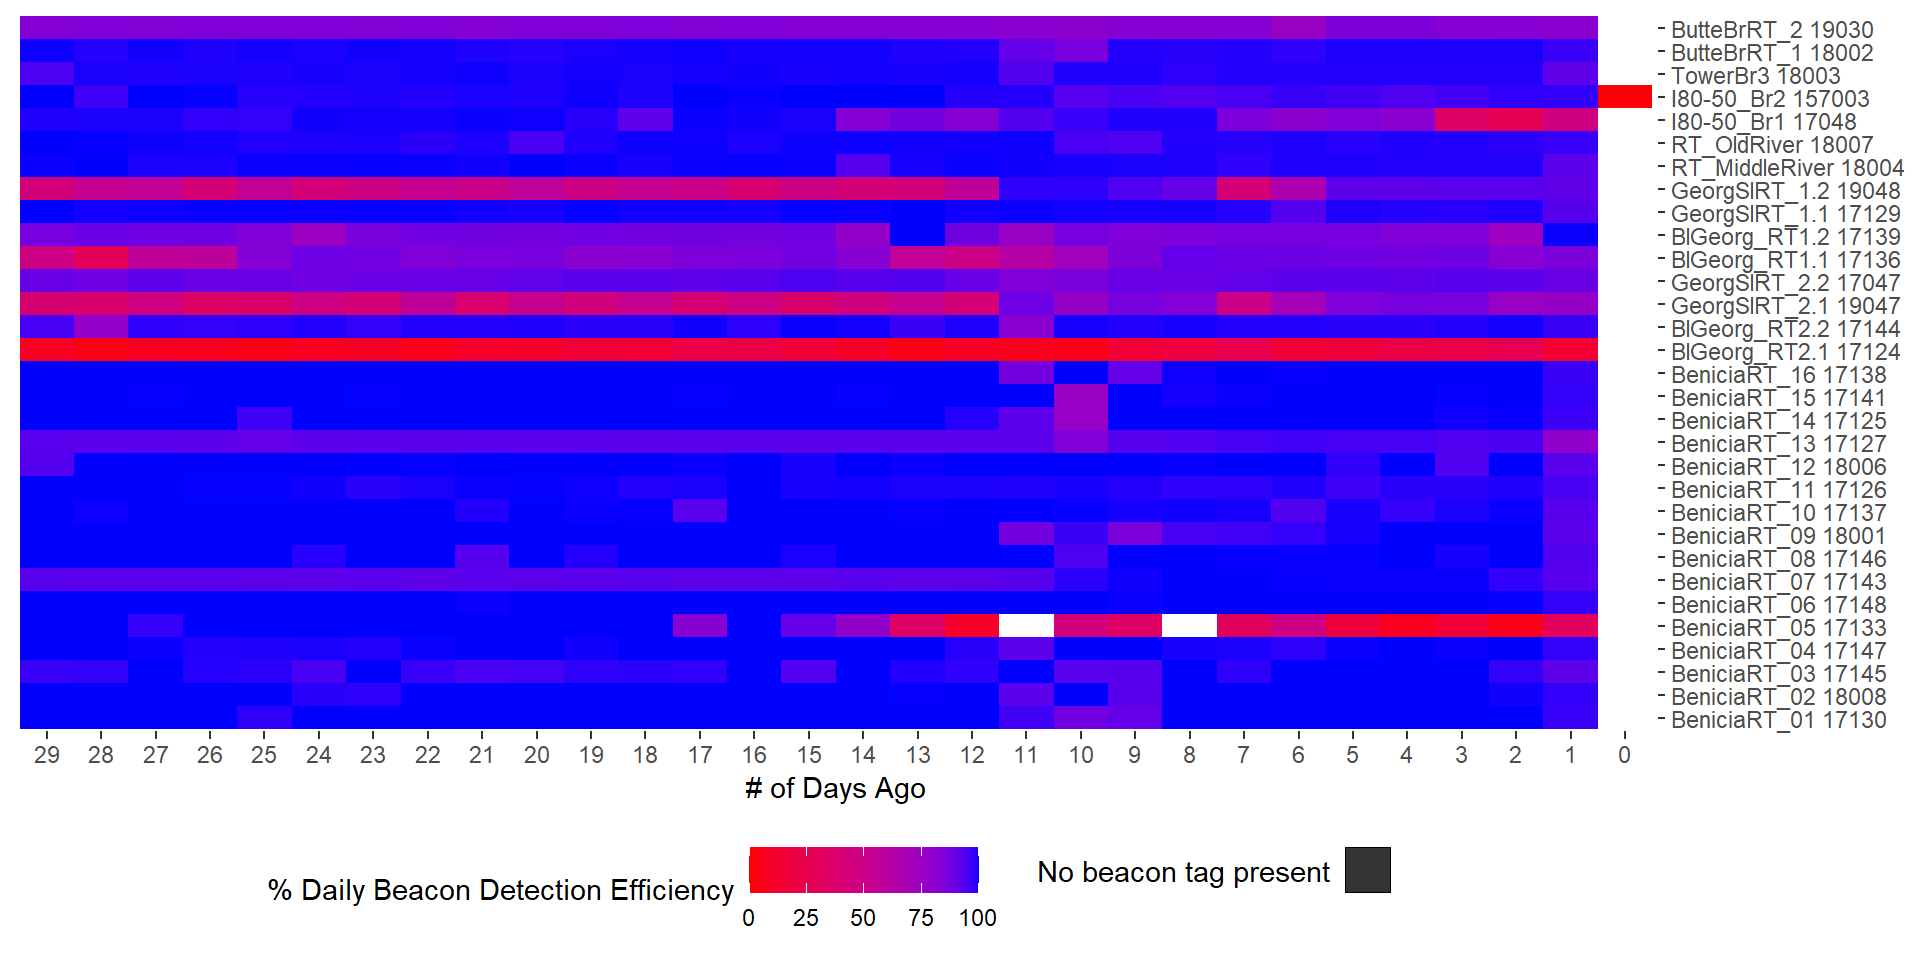 ButteBrRT_2 19030
ButteBrRT_1 18002
TowerBr3 18003
I80-50_Br2 157003
I80-50_Br1 17048
RT_OldRiver 18007
RT_MiddleRiver 18004
GeorgSlRT_1.2 19048
GeorgSlRT_1.1 17129
BlGeorg_RT1.2 17139
BlGeorg_RT1.1 17136
GeorgSlRT_2.2 17047
GeorgSlRT_2.1 19047
BlGeorg_RT2.2 17144
BlGeorg_RT2.1 17124
BeniciaRT_16 17138
BeniciaRT_15 17141
BeniciaRT_14 17125
BeniciaRT_13 17127
BeniciaRT_12 18006
BeniciaRT_11 17126
BeniciaRT_10 17137
BeniciaRT_09 18001
BeniciaRT_08 17146
BeniciaRT_07 17143
BeniciaRT_06 17148
BeniciaRT_05 17133
BeniciaRT_04 17147
BeniciaRT_03 17145
BeniciaRT_02 18008
BeniciaRT_01 17130
29 28 27 26 25 24 23 22 21 20 19 18 17 16 15 14 13 12 11 10 9 8 7 6 5 4 3 2 1 0
# of Days Ago
% Daily Beacon Detection Efficiency
0 25 50 75 100
No beacon tag present